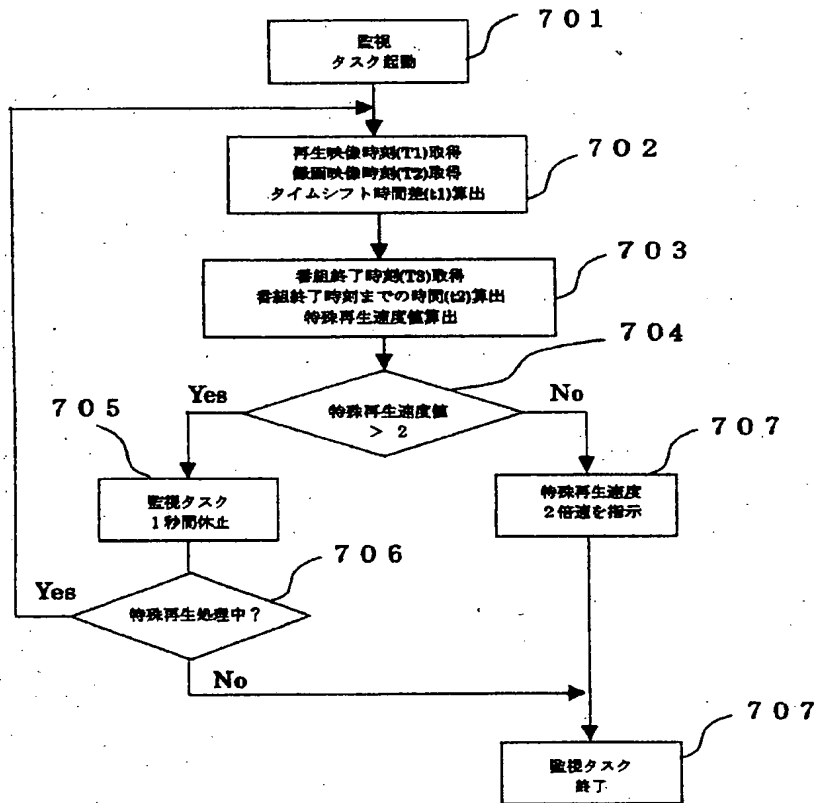 701
監視
タスク起動
702
再生映像時刻(T1)取得
録画映像時刻(T2)取得
タイムシフト時間差(t1)算出
703
番組終了時刻(T3)取得
番組終了時刻までの時間(t2)算出
特殊再生速度値算出
704
Yes
特殊再生速度値
> 2
No
705
監視タスク
1秒間休止
707
特殊再生速度
2倍速を指示
706
Yes
特殊再生処理中？
No
707
監視タスク
終了